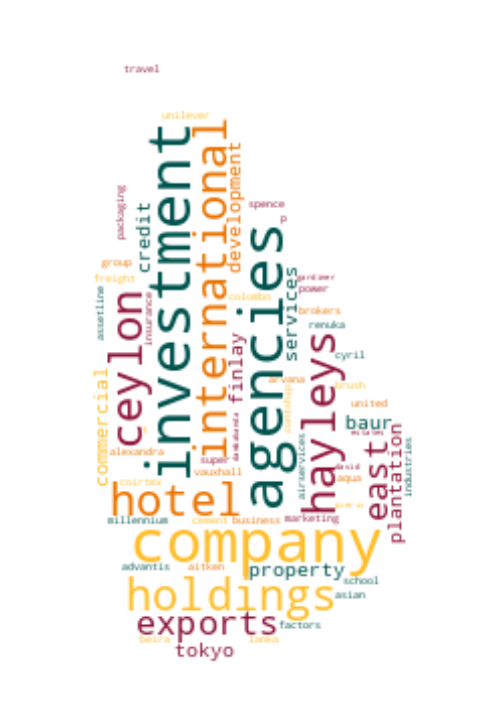 travel
unilever
investment
international
development
packaging
credit
spence
p
group
freight
assetline
insurance
ceylon
colombo
agencies
services
gardiner
power
brokers
renuka
finlay
hayleys
cyril
commercial
arvana
brush
united
baur
estates
east
plantation
industries
alexandra
super
vauxhall
airservices
david
aqua
coirtex
hotel
millennium
cement
business
marketing
company
advantis
aitken
property
school
holdings
asian
exports
factors
beira
lanka
tokyo